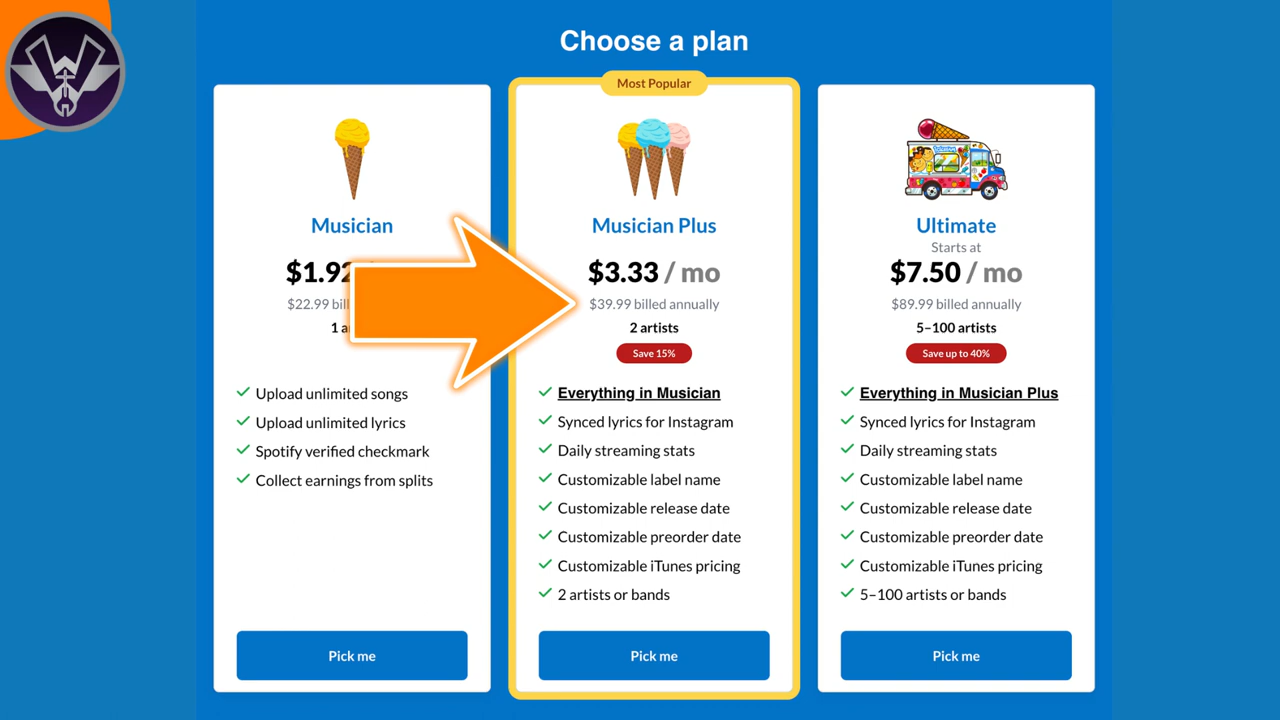 Choose a plan
Musician
$1.92
$22.99
1
Upload unlimited songs
Upload unlimited lyrics
Spotify verified checkmark
Collect earnings from splits
Pick me
Most Popular
Musician Plus
$3.33 / mo
$39.99 billed annually
2 artists
Save 15%
Everything in Musician
Synced lyrics for Instagram
Daily streaming stats
Customizable label name
Customizable release date
Customizable preorder date
Customizable iTunes pricing
2 artists or bands
Pick me
Ultimate
Starts at
$7.50 / mo
$89.99 billed annually
5–100 artists
Save up to 40%
Everything in Musician Plus
Synced lyrics for Instagram
Daily streaming stats
Customizable label name
Customizable release date
Customizable preorder date
Customizable iTunes pricing
5–100 artists or bands
Pick me